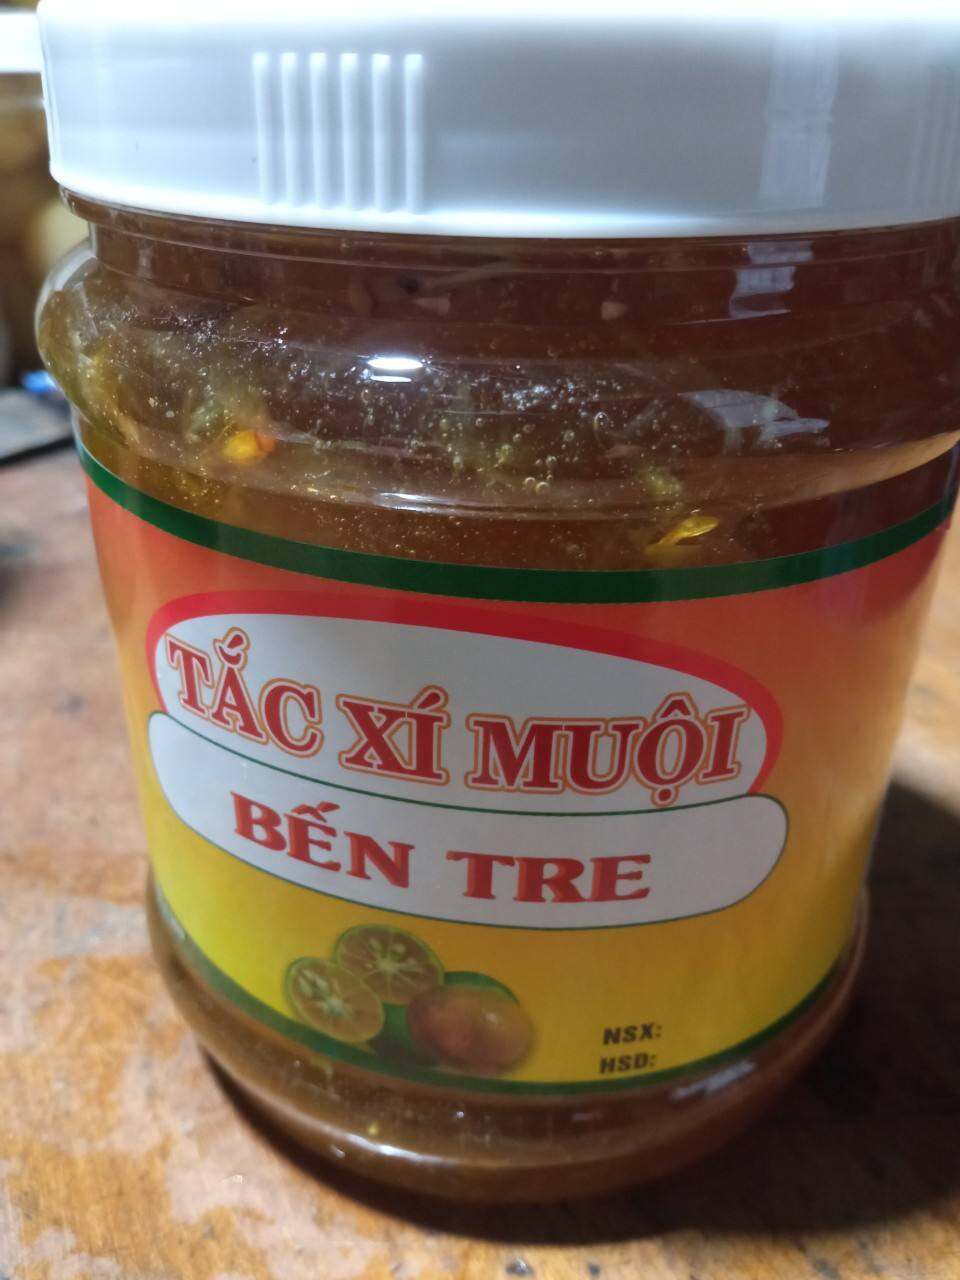 TẮC XÍ MUỘI
BẾN TRE
NSX:
HSD: